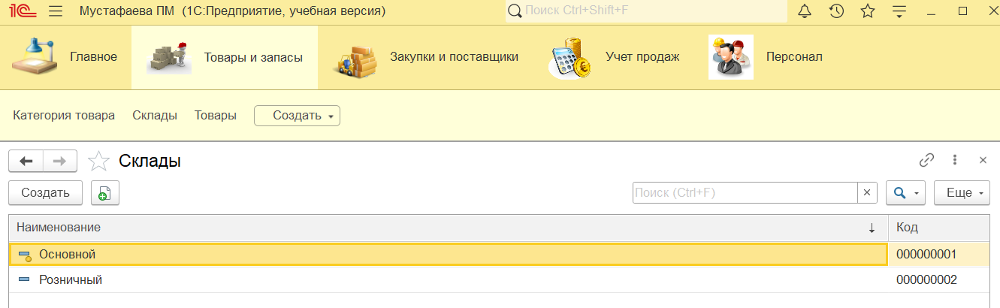 1С Мустафаева ПМ (1С:Предприятие, учебная версия) Поиск Ctrl+Shift+F
Главное Товары и запасы Закупки и поставщики Учет продаж Персонал
Категория товара Склады Товары Создать
Склады
Создать Поиск (Ctrl+F) Еще
Наименование Код
Основной 000000001
Розничный 000000002